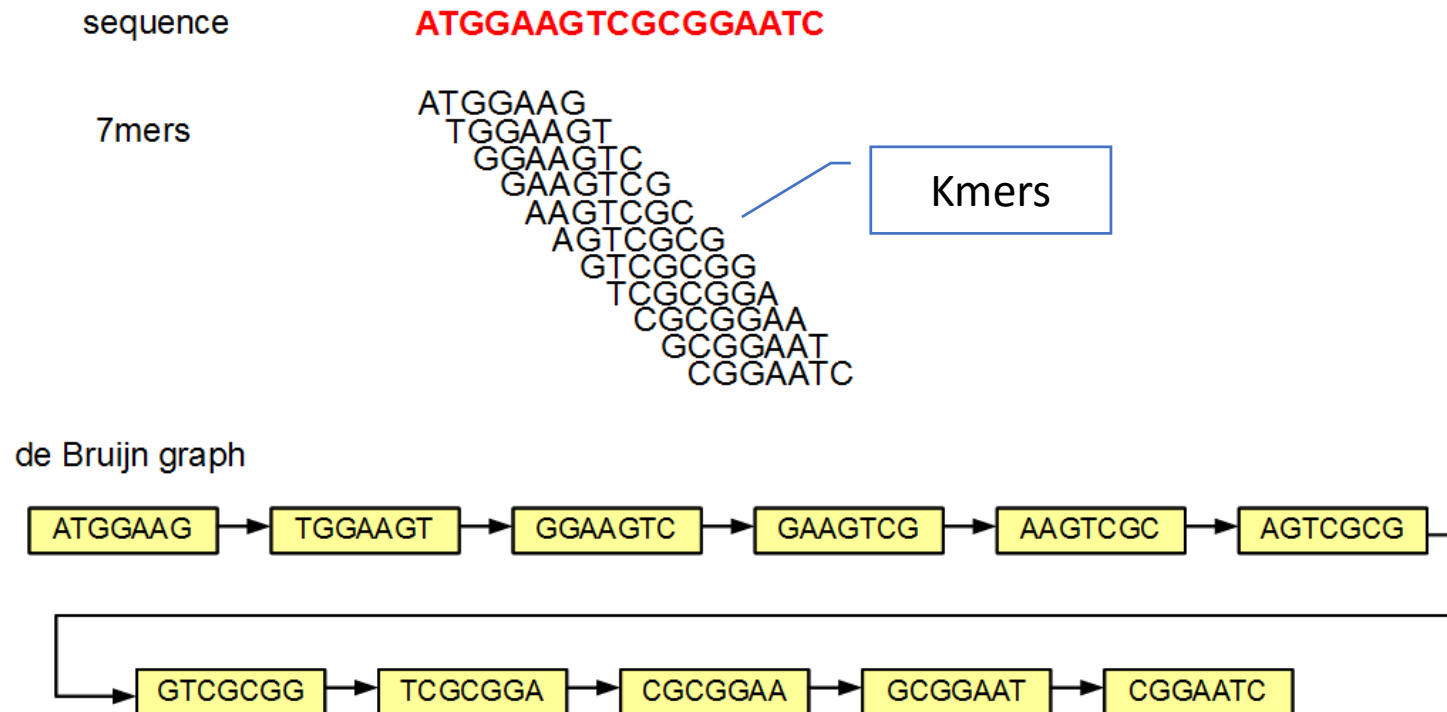 sequence ATGGAAGTCGCGGAATC
7mers
ATGGAAG
TGGAAGT
GGAAGTC
GAAGTCG
AAGTCGC
AGTCGCG
GTCGCGG
TCGCGGA
CGCGGAA
GCGGAAT
CGGAATC
Kmers
de Bruijn graph
ATGGAAG TGGAAGT GGAAGTC GAAGTCG AAGTCGC AGTCGCG
GTCGCGG TCGCGGA CGCGGAA GCGGAAT CGGAATC